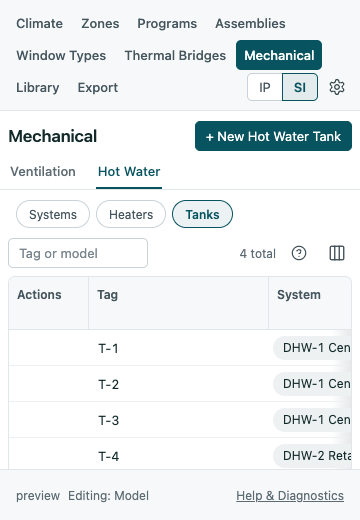 Climate Zones Programs Assemblies
Window Types Thermal Bridges Mechanical
Library Export IP SI
Mechanical + New Hot Water Tank
Ventilation Hot Water
Systems Heaters Tanks
Tag or model 4 total ?
Actions Tag System
T-1 DHW-1 Cen
T-2 DHW-1 Cen
T-3 DHW-1 Cen
T-4 DHW-2 Reta
preview Editing: Model Help & Diagnostics